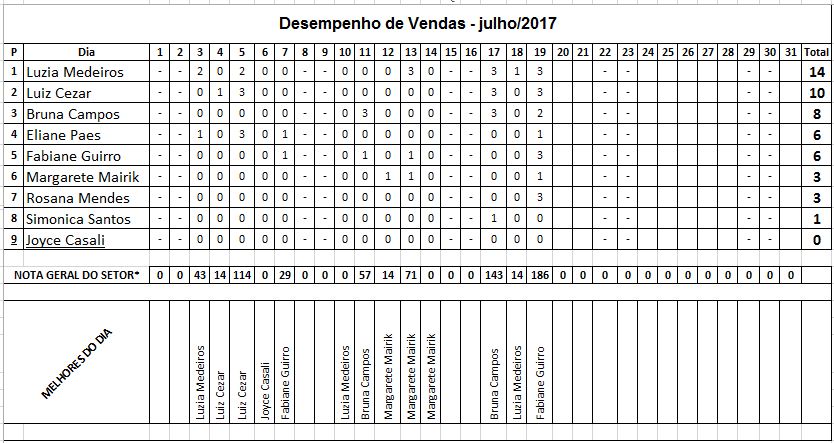 Desempenho de Vendas - julho/2017
P Dia 1 2 3 4 5 6 7 8 9 10 11 12 13 14 15 16 17 18 19 20 21 22 23 24 25 26 27 28 29 30 31 Total
1 Luzia Medeiros - - 2 0 2 0 0 - - 0 0 0 3 0 - - 3 1 3 - - - - 14
2 Luiz Cezar - - 0 1 3 0 0 - - 0 0 0 0 0 - - 3 0 3 - - - - 10
3 Bruna Campos - - 0 0 0 0 0 - - 0 3 0 0 0 - - 3 0 2 - - - - 8
4 Eliane Paes - - 1 0 3 0 1 - - 0 0 0 0 0 - - 0 0 1 - - - - 6
5 Fabiane Guirro - - 0 0 0 0 1 - - 0 1 0 1 0 - - 0 0 3 - - - - 6
6 Margarete Mairik - - 0 0 0 0 0 - - 0 0 1 1 0 - - 0 0 1 - - - - 3
7 Rosana Mendes - - 0 0 0 0 0 - - 0 0 0 0 0 - - 0 0 3 - - - - 3
8 Simonica Santos - - 0 0 0 0 0 - - 0 0 0 0 0 - - 1 0 0 - - - - 1
9 Joyce Casali - - 0 0 0 0 0 - - 0 0 0 0 0 - - 0 0 0 - - - - 0
NOTA GERAL DO SETOR* 0 0 43 14 114 0 29 0 0 0 57 14 71 0 0 0 143 14 186 0 0 0 0 0 0 0 0 0 0 0 0
MELHORES DO DIA
Luzia Medeiros
Luiz Cezar
Luiz Cezar
Joyce Casali
Fabiane Guirro
Luzia Medeiros
Bruna Campos
Margarete Mairik
Margarete Mairik
Margarete Mairik
Bruna Campos
Luzia Medeiros
Fabiane Guirro